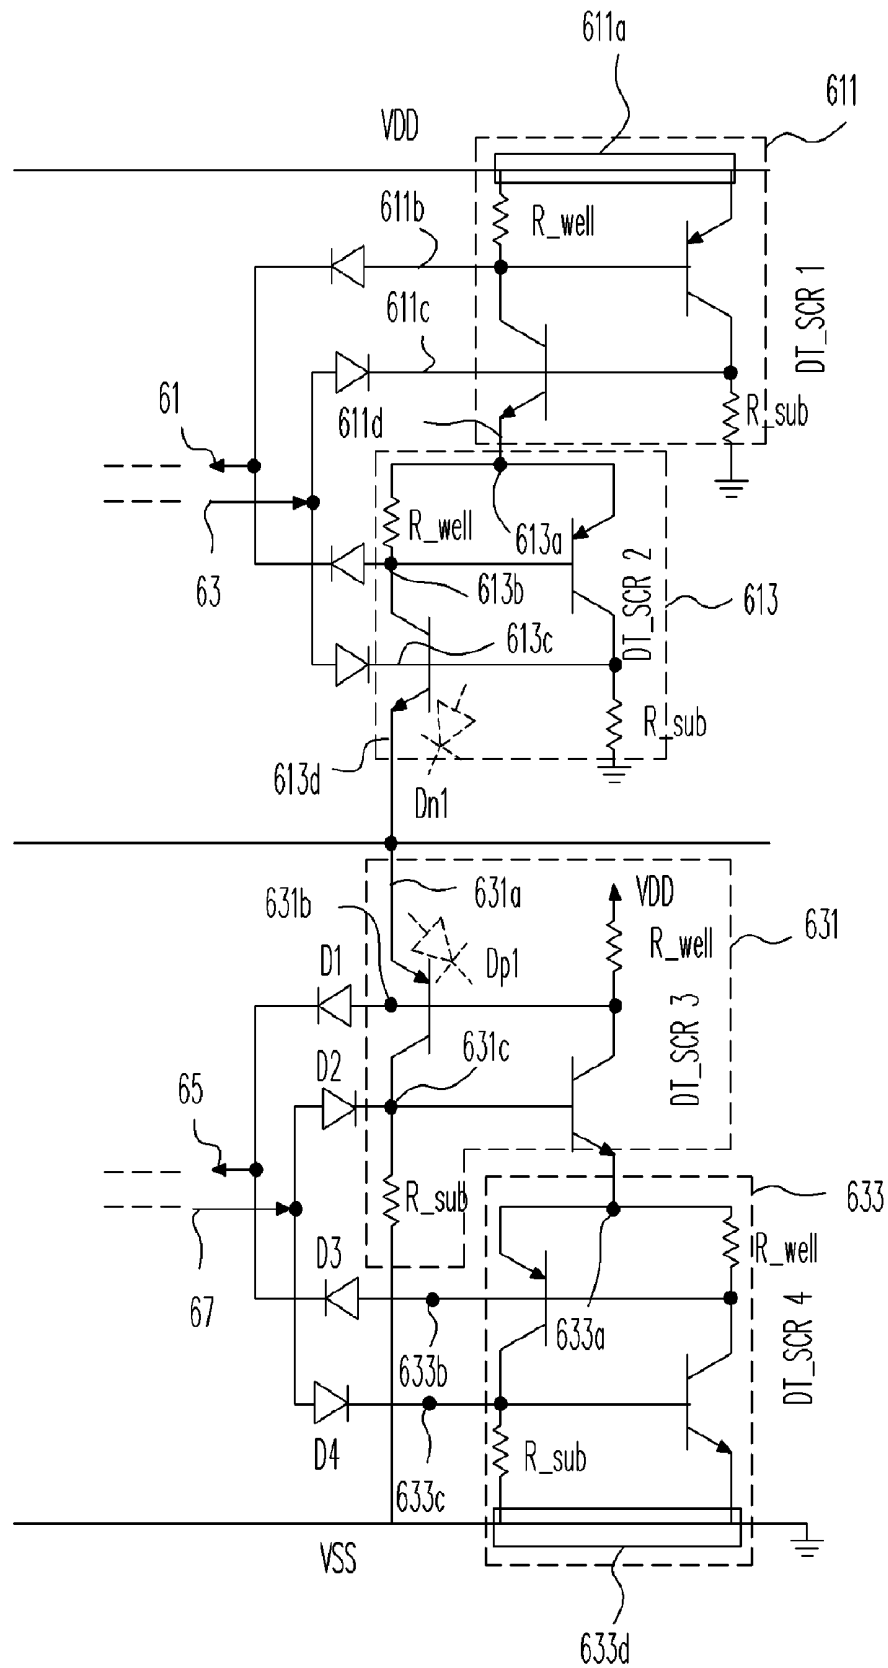 611a
611
VDD
611b
R_well
DT_SCR 1
611c
61
611d
R_sub
R_well
613a
63
613b
613
DT_SCR 2
613c
R_sub
613d
Dn1
631b
631a
VDD
631
R_well
D1
Dp1
DT_SCR 3
D2
631c
65
R_sub
633
D3
R_well
67
633b
633a
DT_SCR 4
D4
R_sub
633c
VSS
633d